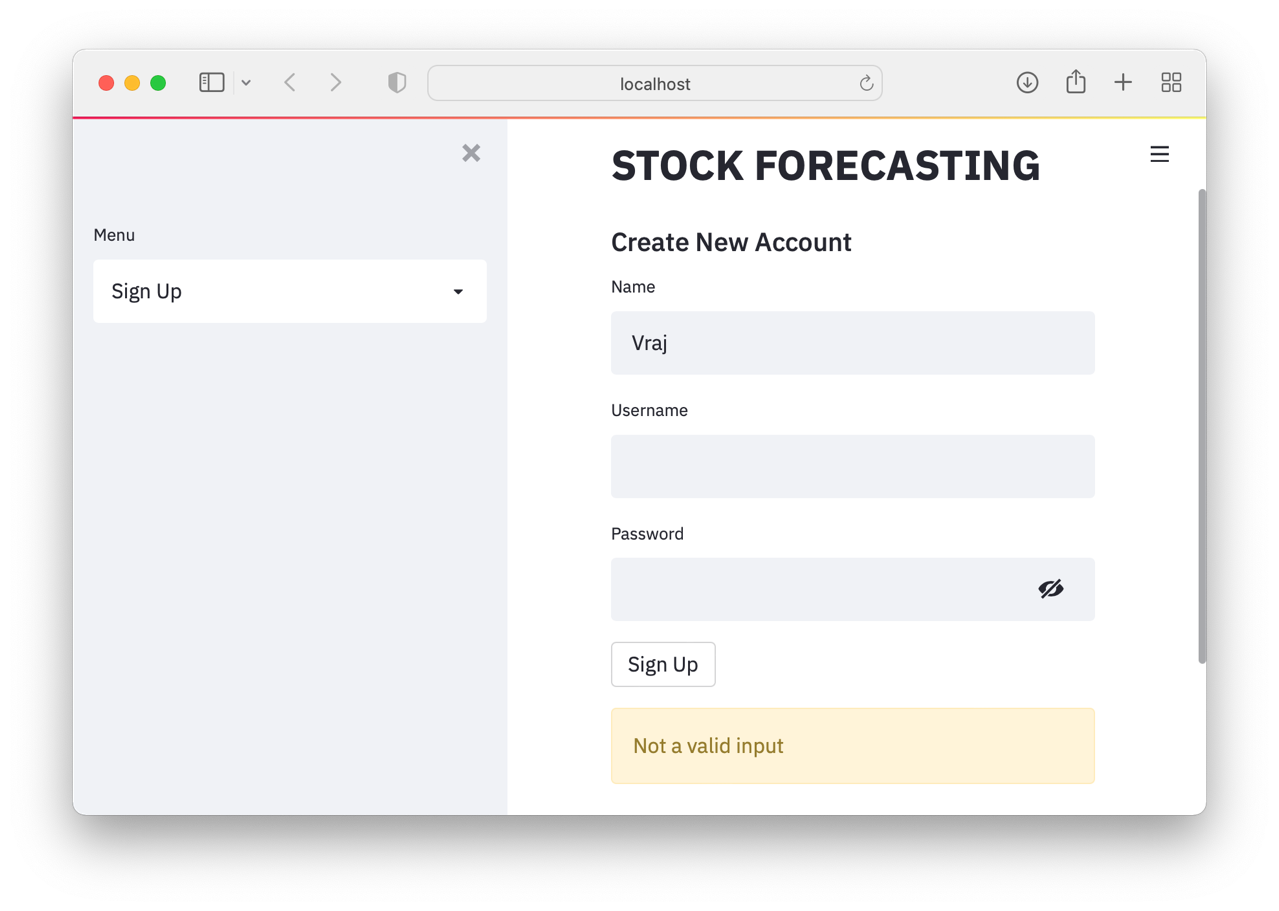 localhost
Menu
Sign Up
STOCK FORECASTING
Create New Account
Name
Vraj
Username
Password
Sign Up
Not a valid input